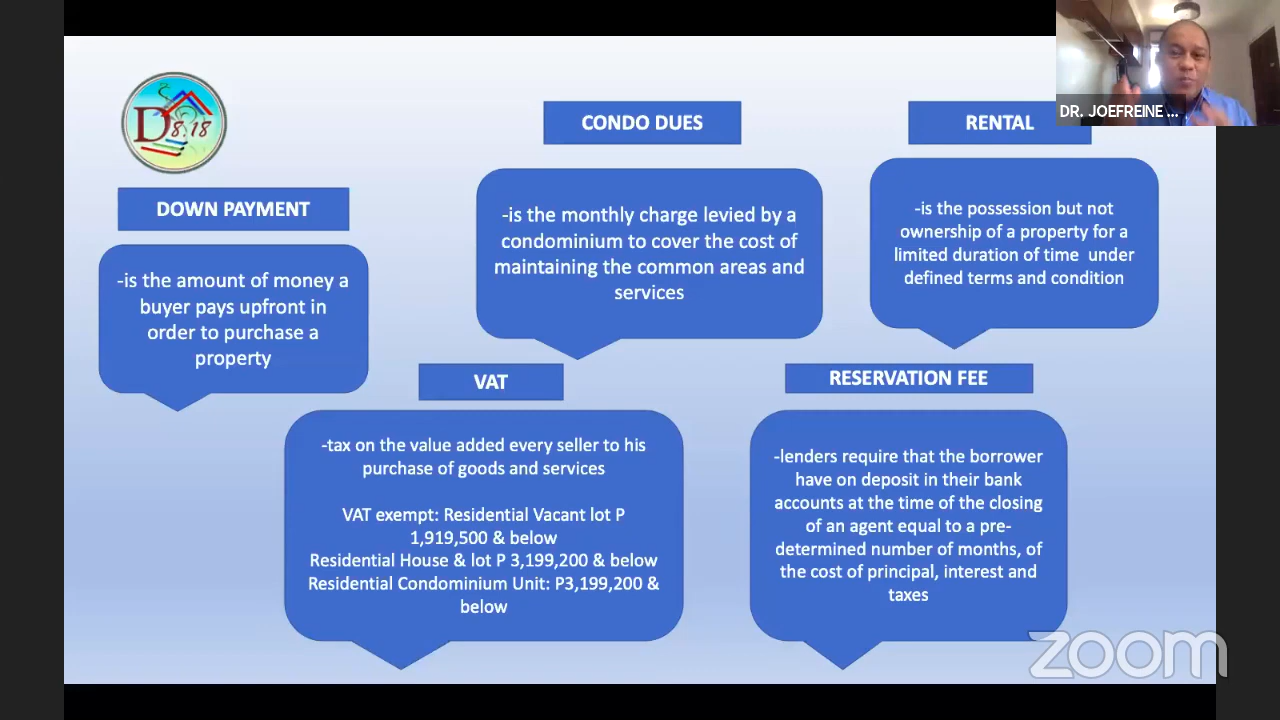 DR. JOEFREINE ...
D8.18
DOWN PAYMENT
-is the amount of money a
buyer pays upfront in
order to purchase a
property
CONDO DUES
-is the monthly charge levied by a
condominium to cover the cost of
maintaining the common areas and
services
RENTAL
-is the possession but not
ownership of a property for a
limited duration of time under
defined terms and condition
VAT
-tax on the value added every seller to his
purchase of goods and services
VAT exempt: Residential Vacant lot P
1,919,500 & below
Residential House & lot P 3,199,200 & below
Residential Condominium Unit: P3,199,200 &
below
RESERVATION FEE
-lenders require that the borrower
have on deposit in their bank
accounts at the time of the closing
of an agent equal to a pre-
determined number of months, of
the cost of principal, interest and
taxes
zoom